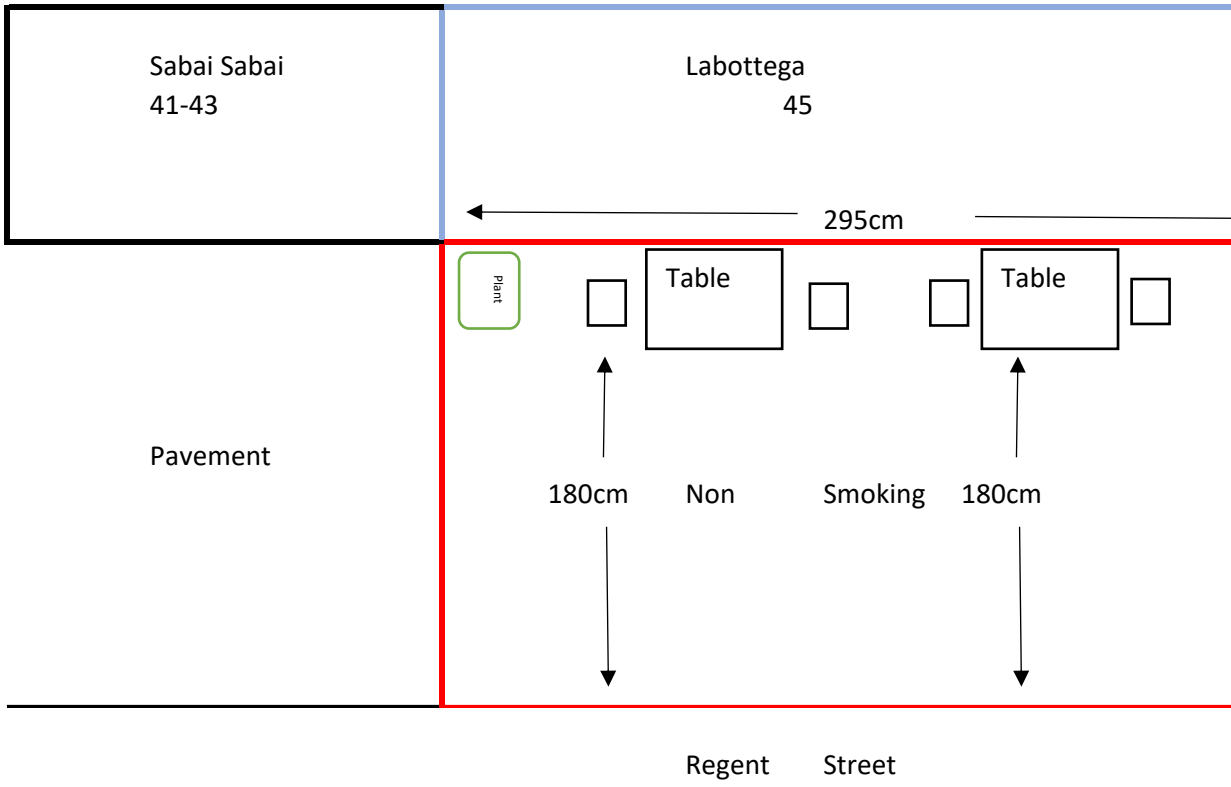 Sabai Sabai
41-43
Labottega
45
295cm
Plant
Table
Table
Pavement
180cm Non Smoking 180cm
Regent Street